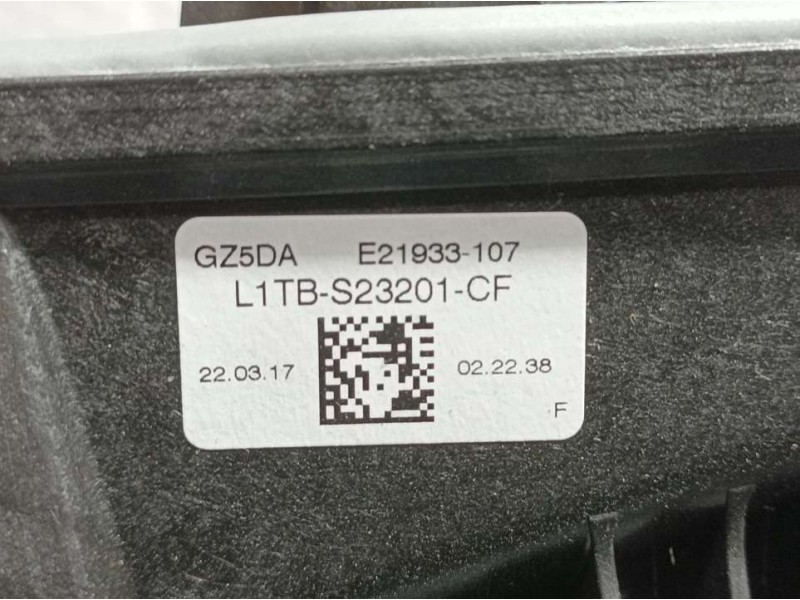 GZ5DA E21933-107
L1TB-S23201-CF
22.03.17 02.22.38
F